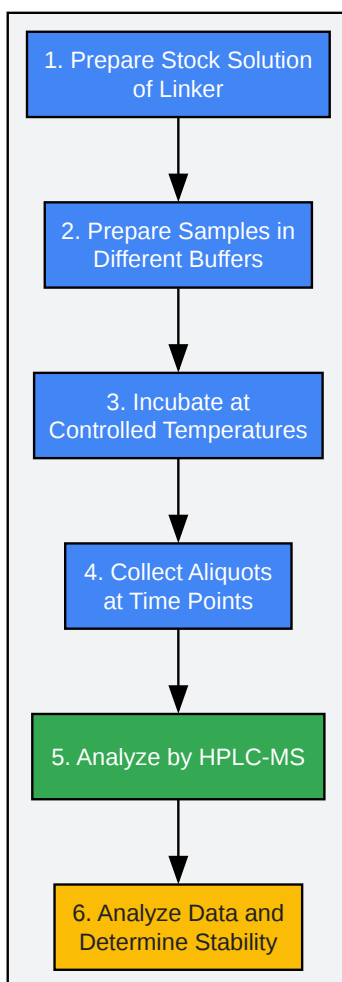 1. Prepare Stock Solution
of Linker
2. Prepare Samples in
Different Buffers
3. Incubate at
Controlled Temperatures
4. Collect Aliquots
at Time Points
5. Analyze by HPLC-MS
6. Analyze Data and
Determine Stability